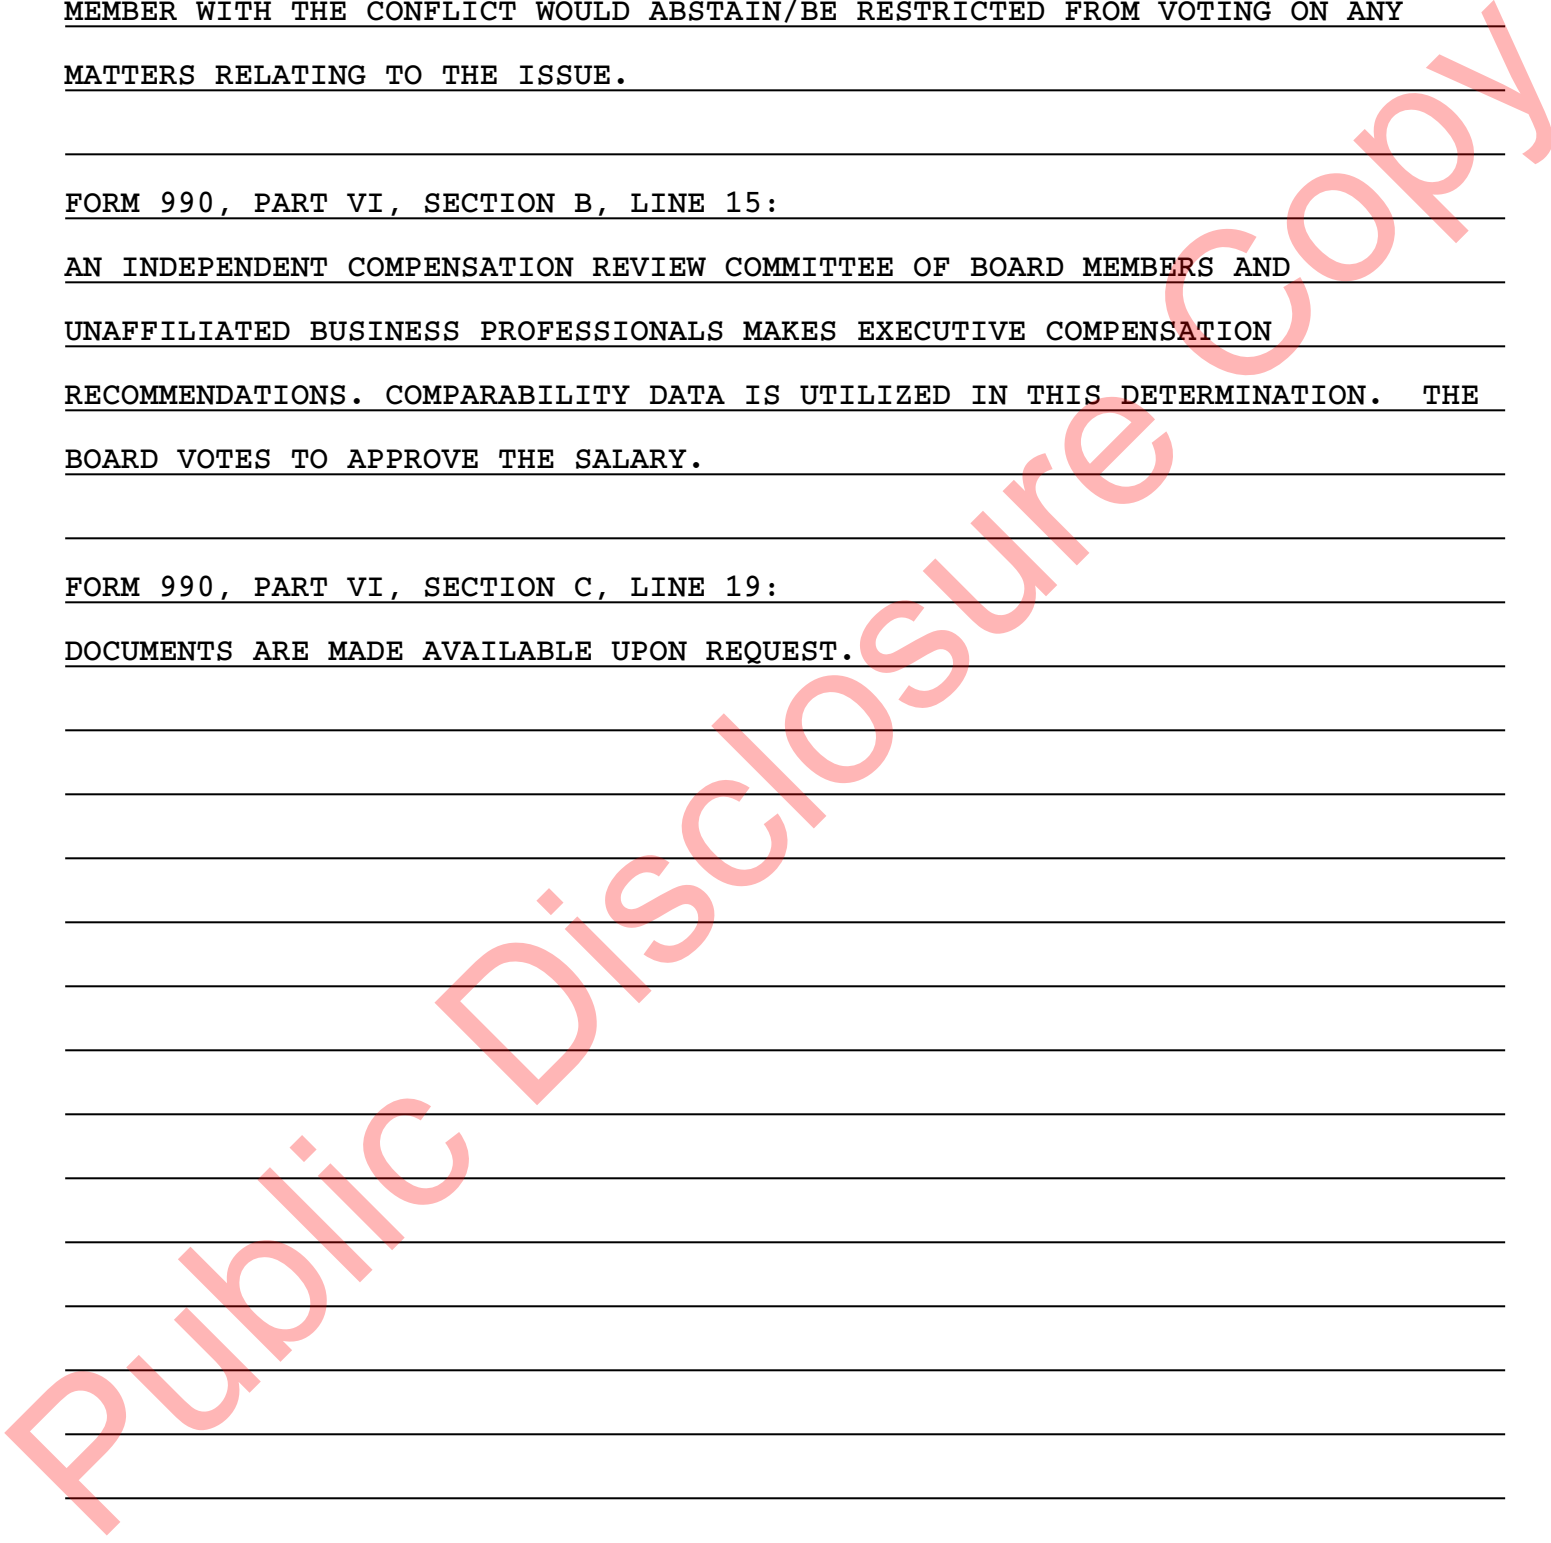 MEMBER WITH THE CONFLICT WOULD ABSTAIN/BE RESTRICTED FROM VOTING ON ANY
MATTERS RELATING TO THE ISSUE.
FORM 990, PART VI, SECTION B, LINE 15:
AN INDEPENDENT COMPENSATION REVIEW COMMITTEE OF BOARD MEMBERS AND
UNAFFILIATED BUSINESS PROFESSIONALS MAKES EXECUTIVE COMPENSATION
RECOMMENDATIONS. COMPARABILITY DATA IS UTILIZED IN THIS DETERMINATION.  THE
BOARD VOTES TO APPROVE THE SALARY.
FORM 990, PART VI, SECTION C, LINE 19:
DOCUMENTS ARE MADE AVAILABLE UPON REQUEST.
Public Disclosure Copy